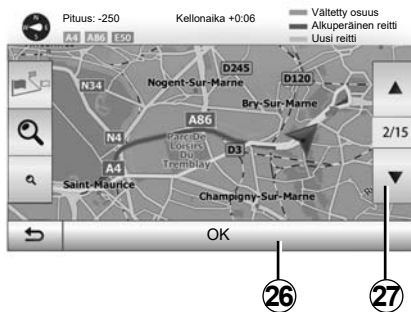 Pituus: -250 Kellonaika +0:06
Vältetty osuus
Alkuperäinen reitti
Uusi reitti
A4 A86 E50
D245
N34
D120
Nogent-Sur-Marne
Bry-Sur-Marne
A86
2/15
N4
Parc De
Loisirs
Du
Tremblay
D3
A4
Saint-Maurice
Champigny-Sur-Marne
OK
26
27